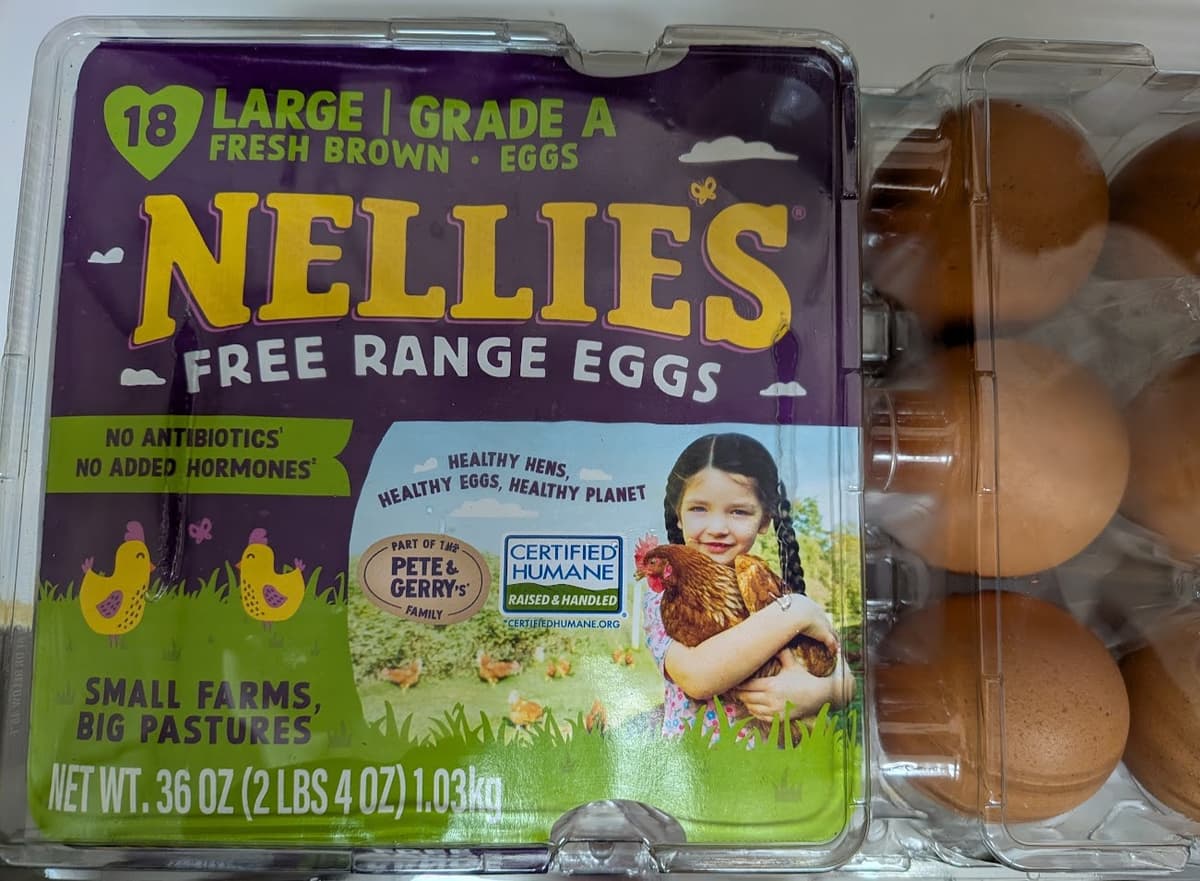 18
LARGE | GRADE A
FRESH BROWN · EGGS
NELLIE'S®
FREE RANGE EGGS
NO ANTIBIOTICS¹
NO ADDED HORMONES²
HEALTHY HENS,
HEALTHY EGGS, HEALTHY PLANET
PART OF THE
PETE &
GERRY'S®
FAMILY
CERTIFIED®
HUMANE
RAISED & HANDLED
*CERTIFIEDHUMANE.ORG
SMALL FARMS,
BIG PASTURES
NET WT. 36 OZ (2 LBS 4 OZ) 1.03kg